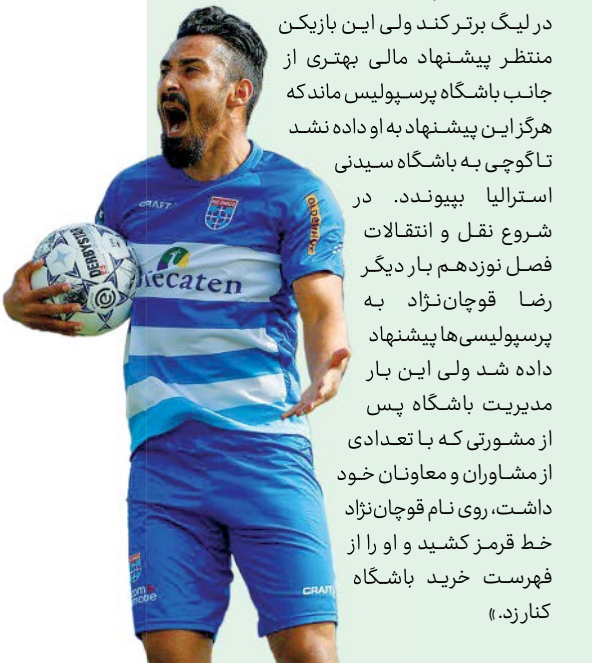 در لیگ برتر کند ولی این بازیکن
منتظر پیشنهاد مالی بهتری از
جانب باشگاه پرسپولیس ماند که
هرگز این پیشنهاد به او داده نشد
تا گوچی به باشگاه سیدنی
استرالیا بپیوندد. در
شروع نقل و انتقالات
فصل نوزدهم بار دیگر
رضا قوچان‌نژاد به
پرسپولیسی‌ها پیشنهاد
داده شد ولی این بار
مدیریت باشگاه پس
از مشورتی که با تعدادی
از مشاوران و معاونان خود
داشت، روی نام قوچان‌نژاد
خط قرمز کشید و او را از
فهرست خرید باشگاه
کنار زد.»
CRAFT
DERBYSTAR
CRAFT